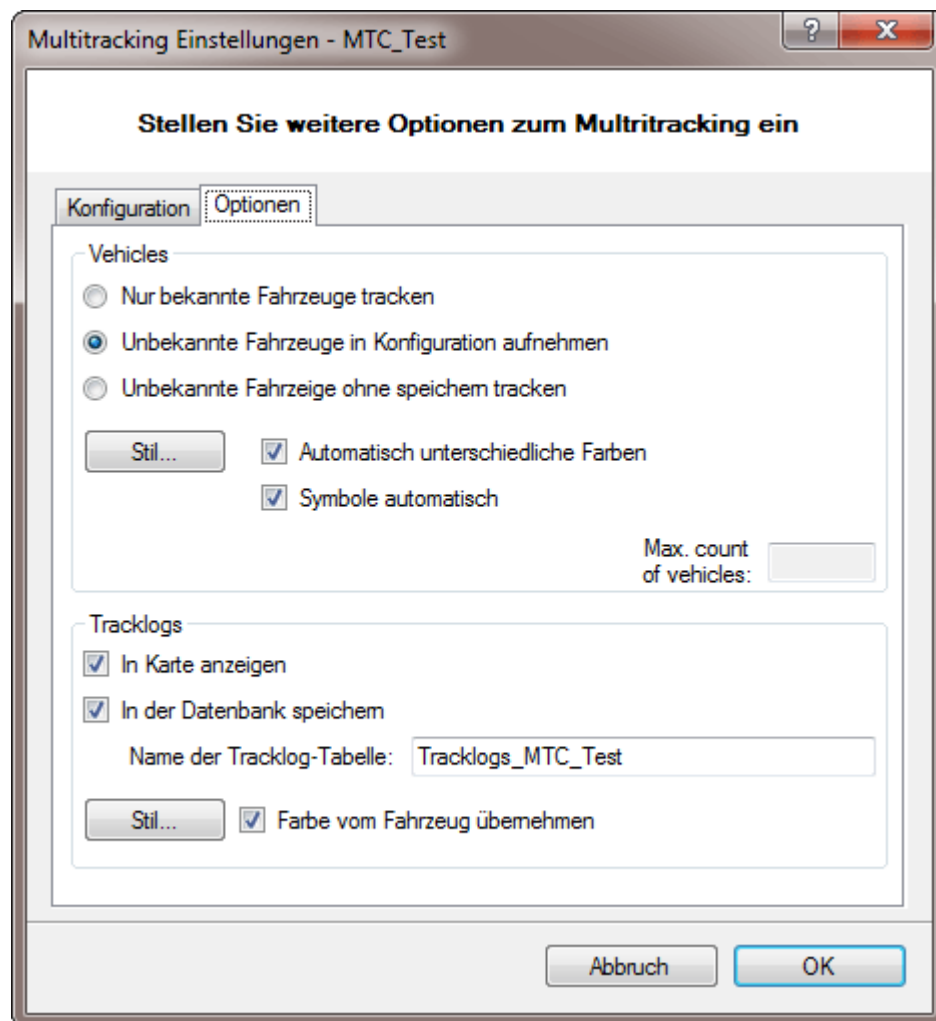 Multitracking Einstellungen - MTC_Test
?
X
Stellen Sie weitere Optionen zum Multritracking ein
Konfiguration
Optionen
Vehicles
Nur bekannte Fahrzeuge tracken
Unbekannte Fahrzeuge in Konfiguration aufnehmen
Unbekannte Fahrzeige ohne speichern tracken
Stil...
Automatisch unterschiedliche Farben
Symbole automatisch
Max. count
of vehicles:
Tracklogs
In Karte anzeigen
In der Datenbank speichern
Name der Tracklog-Tabelle:
Tracklogs_MTC_Test
Stil...
Farbe vom Fahrzeug übernehmen
Abbruch
OK